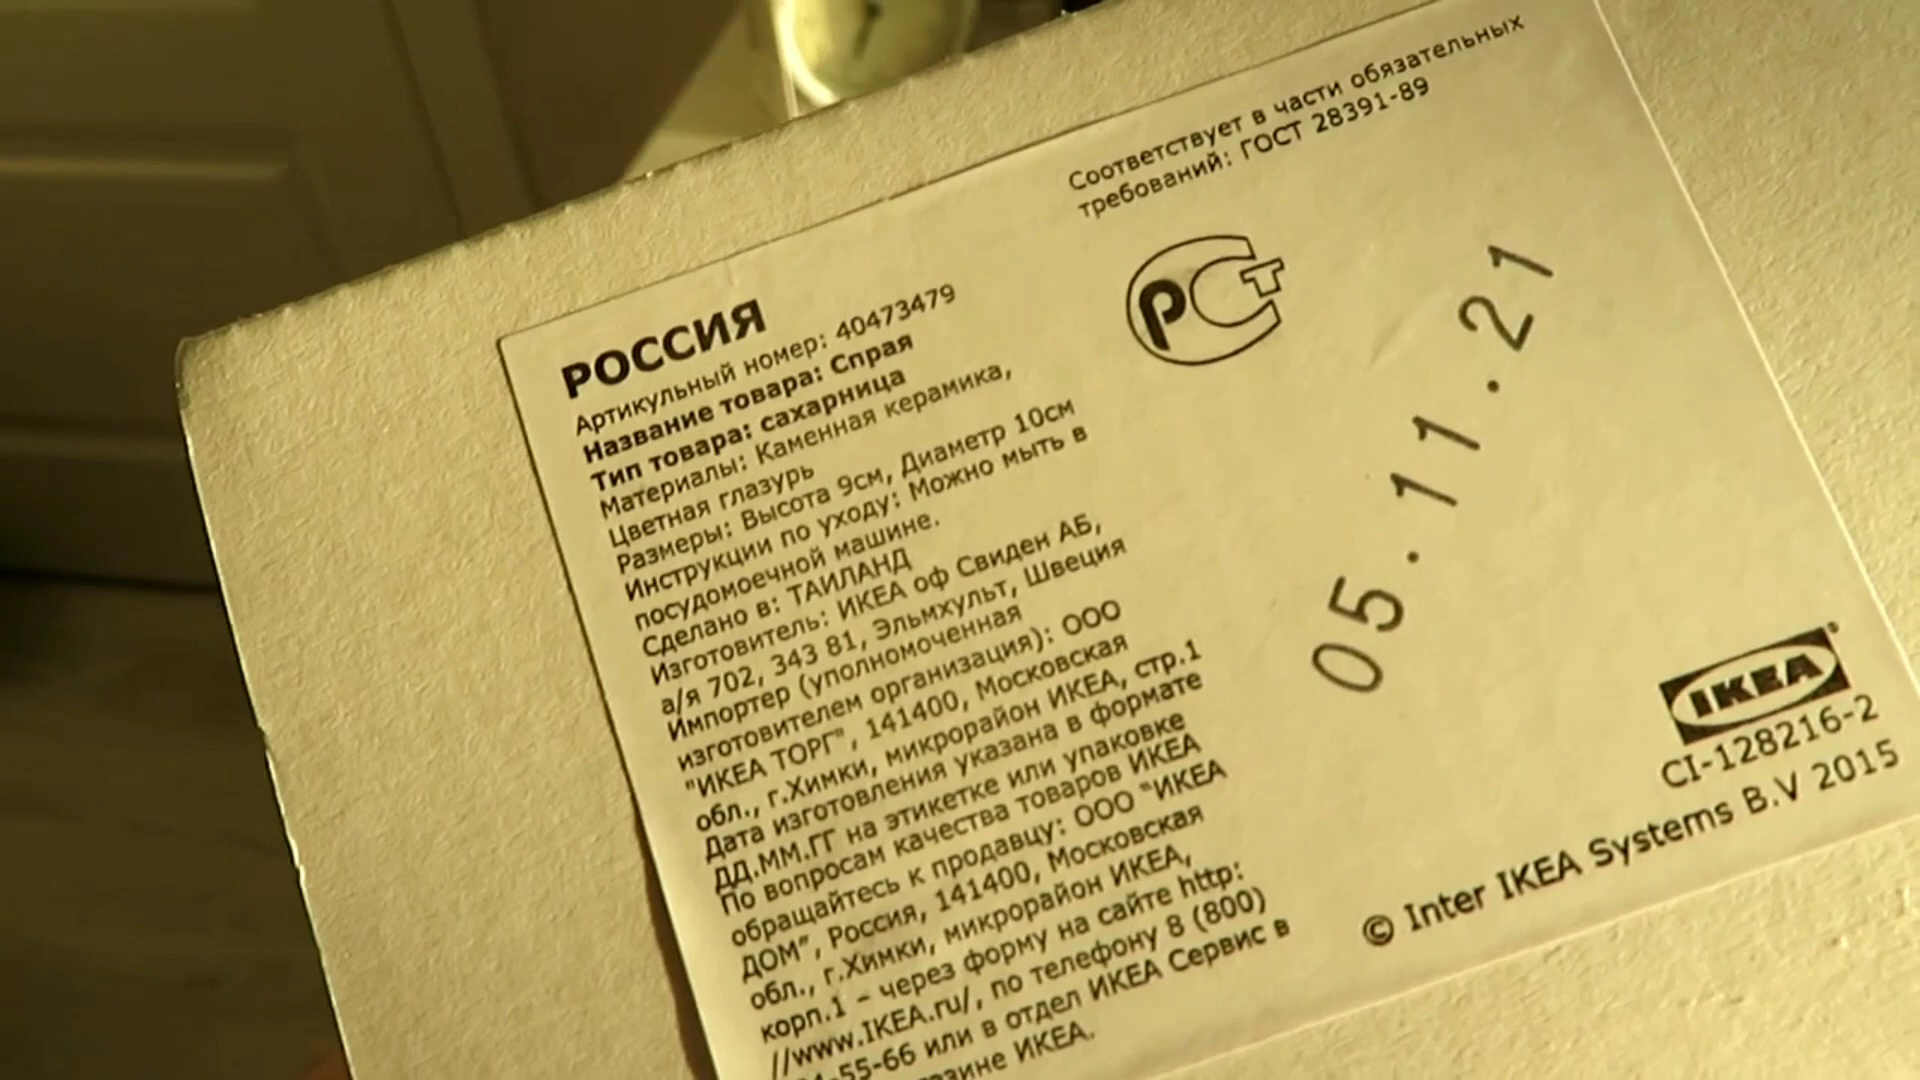 РОССИЯ
Артикульный номер: 40473479
Название товара: Спрая
Тип товара: сахарница
Материалы: Каменная керамика,
Цветная глазурь
Размеры: Высота 9см, Диаметр 10см
Инструкции по уходу: Можно мыть в
посудомоечной машине.
Сделано в: ТАИЛАНД
Изготовитель: ИКЕА оф Свиден АБ,
а/я 702, 343 81, Эльмхульт, Швеция
Импортер (уполномоченная
изготовителем организация): ООО
"ИКЕА ТОРГ", 141400, Московская
обл., г.Химки, микрорайон ИКЕА, стр.1
Дата изготовления указана в формате
ДД.ММ.ГГ на этикетке или упаковке
По вопросам качества товаров ИКЕА
обращайтесь к продавцу: ООО "ИКЕА
ДОМ", Россия, 141400, Московская
обл., г.Химки, микрорайон ИКЕА,
корп.1 – через форму на сайте http:
//www.IKEA.ru/, по телефону 8 (800)
-55-66 или в отдел ИКЕА Сервис в
ИКЕА.
Соответствует в части обязательных
требований: ГОСТ 28391-89
РСТ
05.11.21
IKEA
CI-128216-2
© Inter IKEA Systems B.V 2015